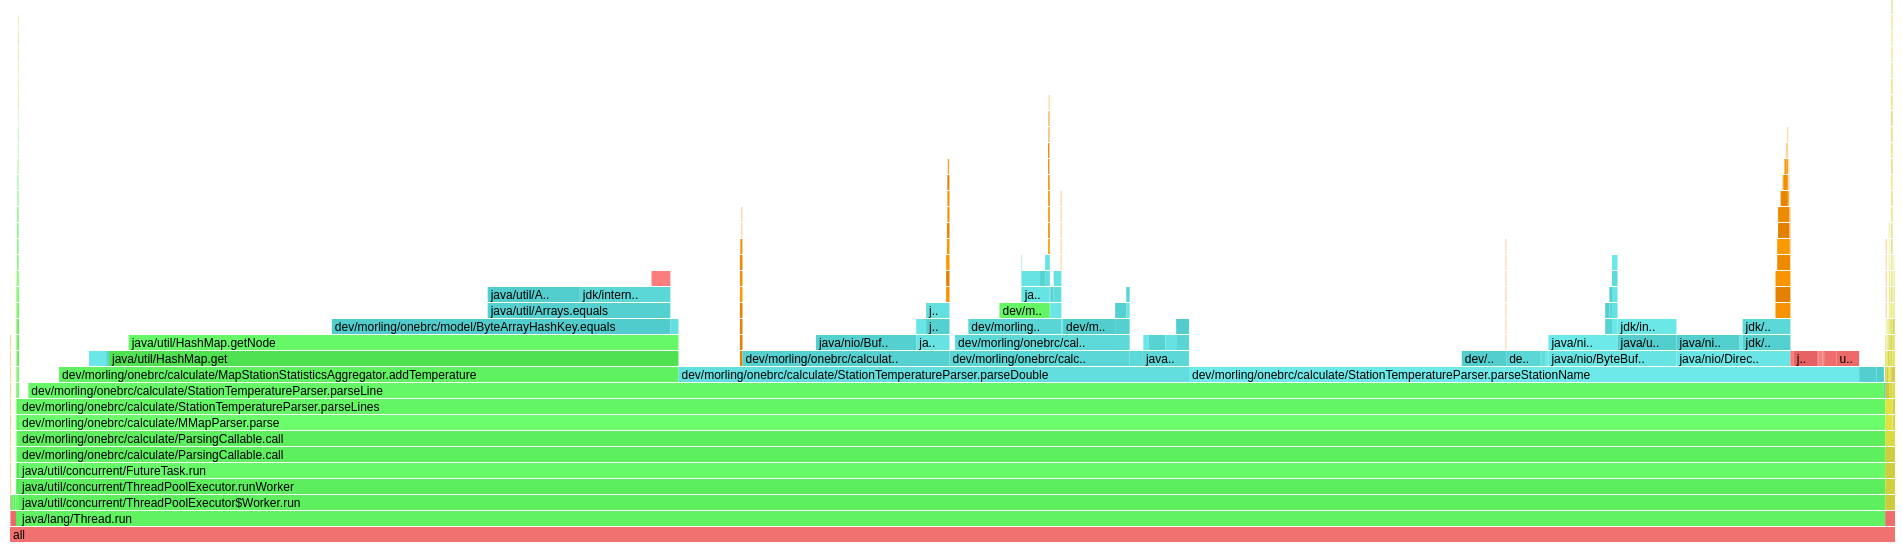 java/util/A.. jdk/intern.. ja..
java/util/Arrays.equals j.. dev/m..
dev/morling/onebrc/model/ByteArrayHashKey.equals j.. dev/morling.. dev/m.. jdk/in.. jdk/..
java/util/HashMap.getNode java/nio/Buf.. ja.. dev/morling/onebrc/cal.. java/ni.. java/u.. java/ni.. jdk/..
java/util/HashMap.get dev/morling/onebrc/calculat.. dev/morling/onebrc/calc.. java.. dev/.. de.. java/nio/ByteBuf.. java/nio/Direc.. j.. u..
dev/morling/onebrc/calculate/MapStationStatisticsAggregator.addTemperature dev/morling/onebrc/calculate/StationTemperatureParser.parseDouble dev/morling/onebrc/calculate/StationTemperatureParser.parseStationName
dev/morling/onebrc/calculate/StationTemperatureParser.parseLine
dev/morling/onebrc/calculate/StationTemperatureParser.parseLines
dev/morling/onebrc/calculate/MMapParser.parse
dev/morling/onebrc/calculate/ParsingCallable.call
dev/morling/onebrc/calculate/ParsingCallable.call
java/util/concurrent/FutureTask.run
java/util/concurrent/ThreadPoolExecutor.runWorker
java/util/concurrent/ThreadPoolExecutor$Worker.run
java/lang/Thread.run
all